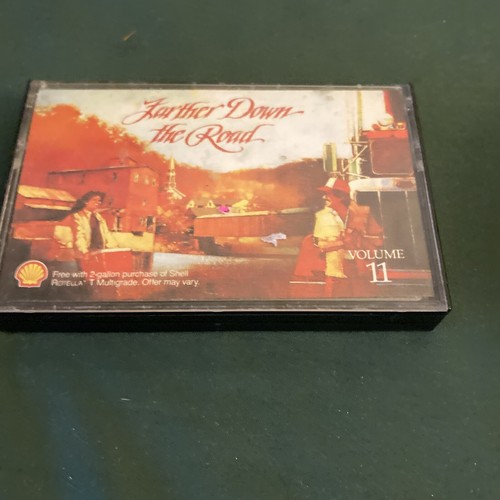 Farther Down
the Road
VOLUME
11
Free with 2-gallon purchase of Shell
ROTELLA® T Multigrade. Offer may vary.